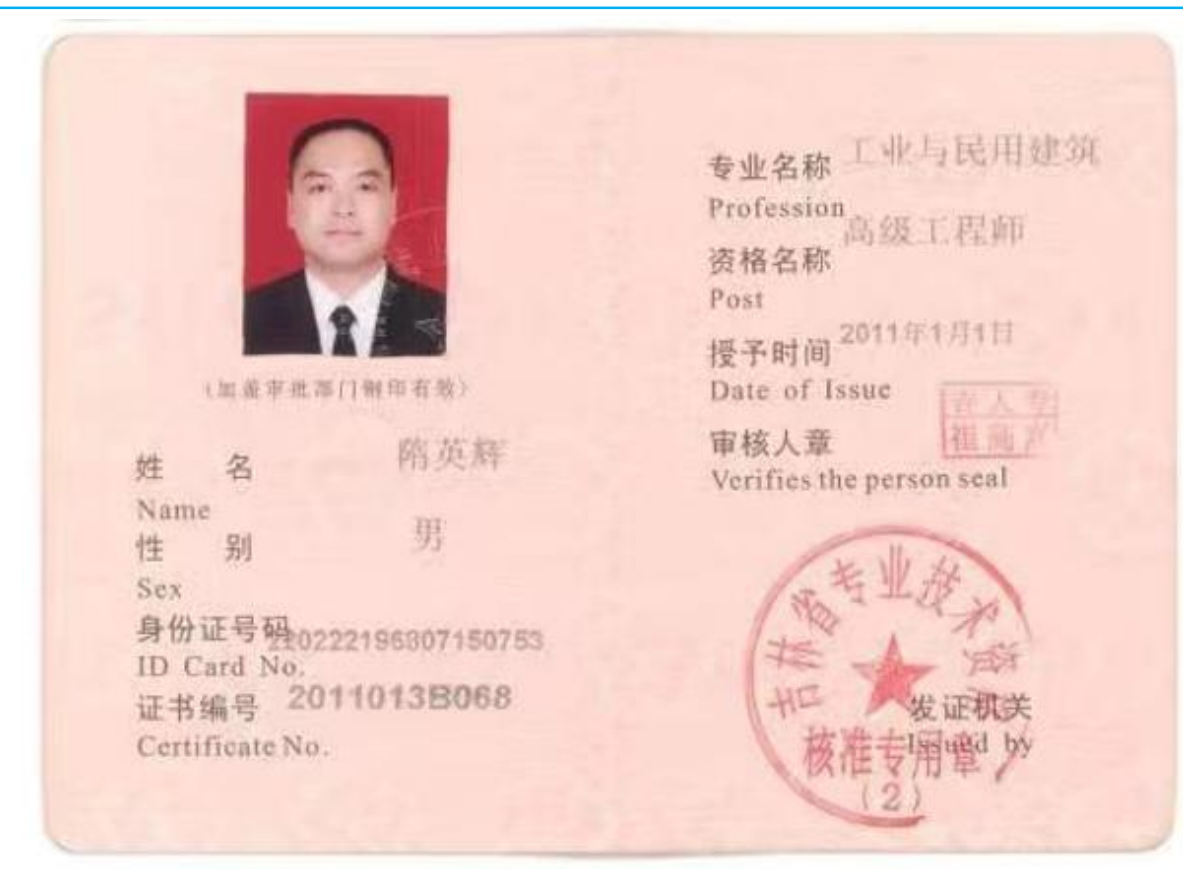 (加盖审批部门钢印有效)
姓 名 隋英辉
Name
性 别 男
Sex
身份证号码 220222196807150753
ID Card No.
证书编号 2011013B068
Certificate No.
专业名称 工业与民用建筑
Profession
资格名称 高级工程师
Post
授予时间 2011年1月1日
Date of Issue
审核人章
Verifies the person seal
吉林省专业技术资格
核准专用章
(2)
发证机关
Issued by